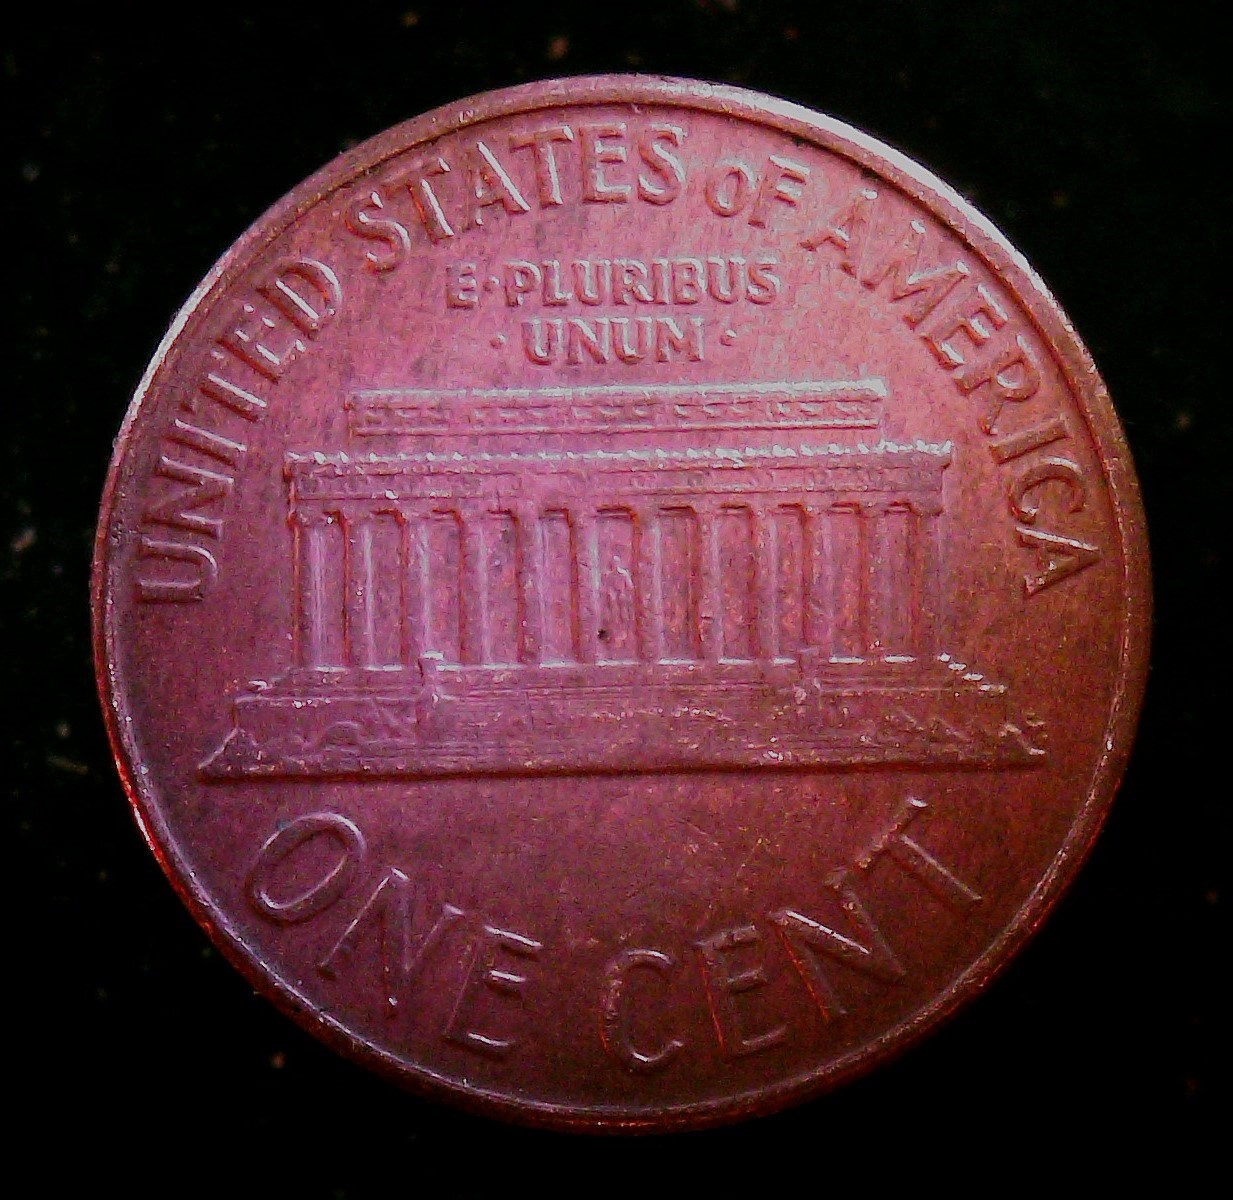 UNITED STATES OF AMERICA
E·PLURIBUS
·UNUM·
ONE CENT